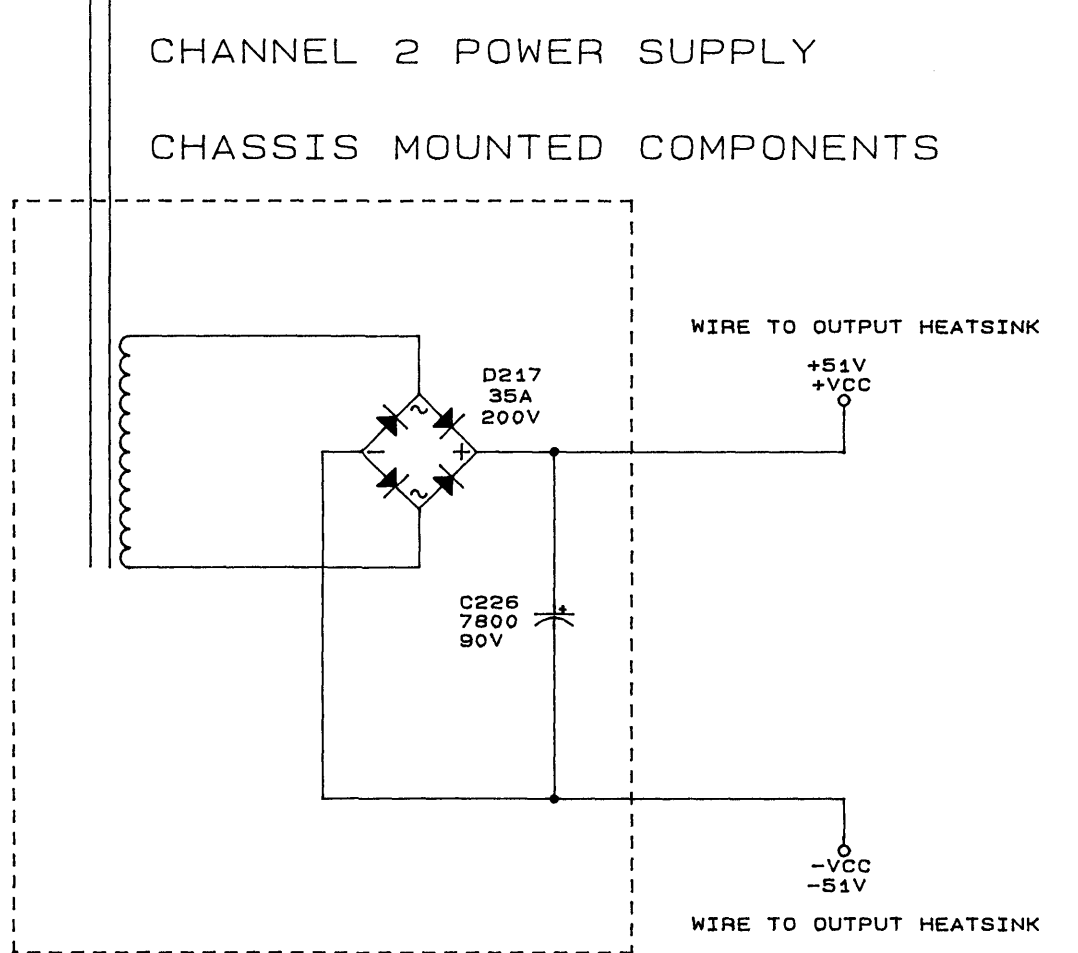 CHANNEL 2 POWER SUPPLY
CHASSIS MOUNTED COMPONENTS
WIRE TO OUTPUT HEATSINK
+51V
+VCC
D217
35A
200V
~
- +
~
C226
7800
90V
+
-VCC
-51V
WIRE TO OUTPUT HEATSINK